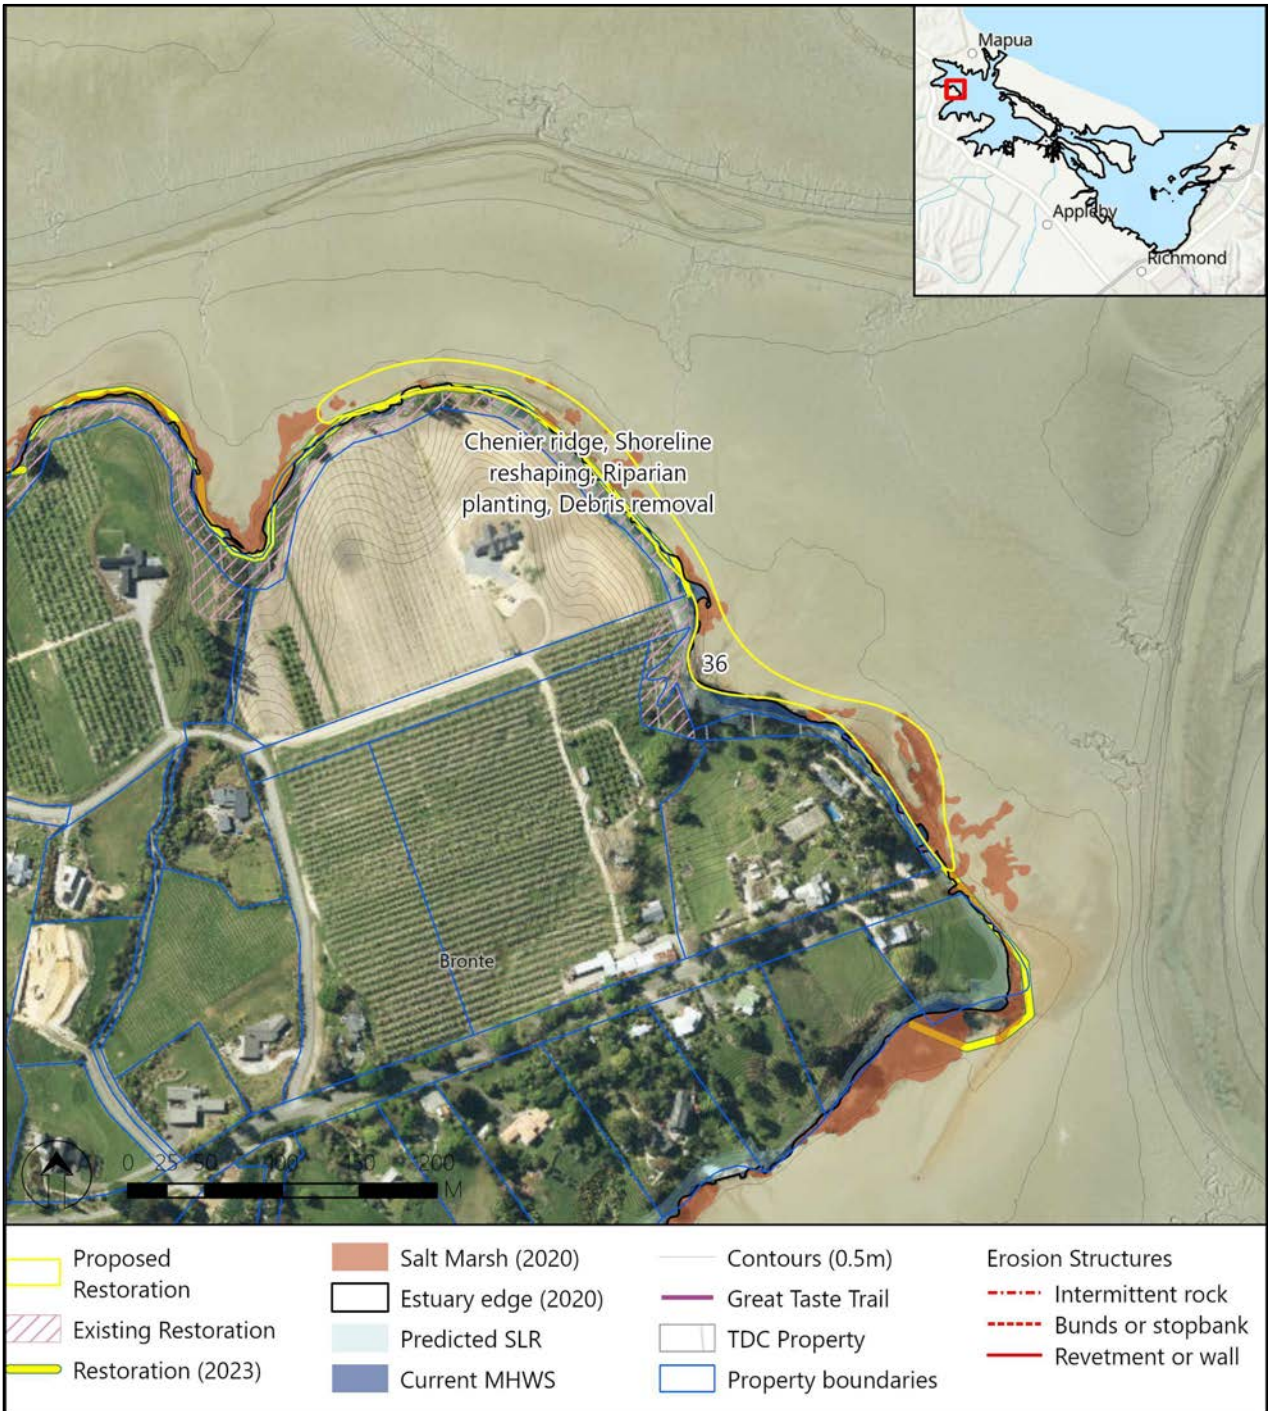 Mapua
Appleby
Richmond
Chenier ridge, Shoreline
reshaping, Riparian
planting, Debris removal
36
Bronte
0 25 50 100 150 200
M
Proposed
Restoration
Existing Restoration
Restoration (2023)
Salt Marsh (2020)
Estuary edge (2020)
Predicted SLR
Current MHWS
Contours (0.5m)
Great Taste Trail
TDC Property
Property boundaries
Erosion Structures
Intermittent rock
Bunds or stopbank
Revetment or wall